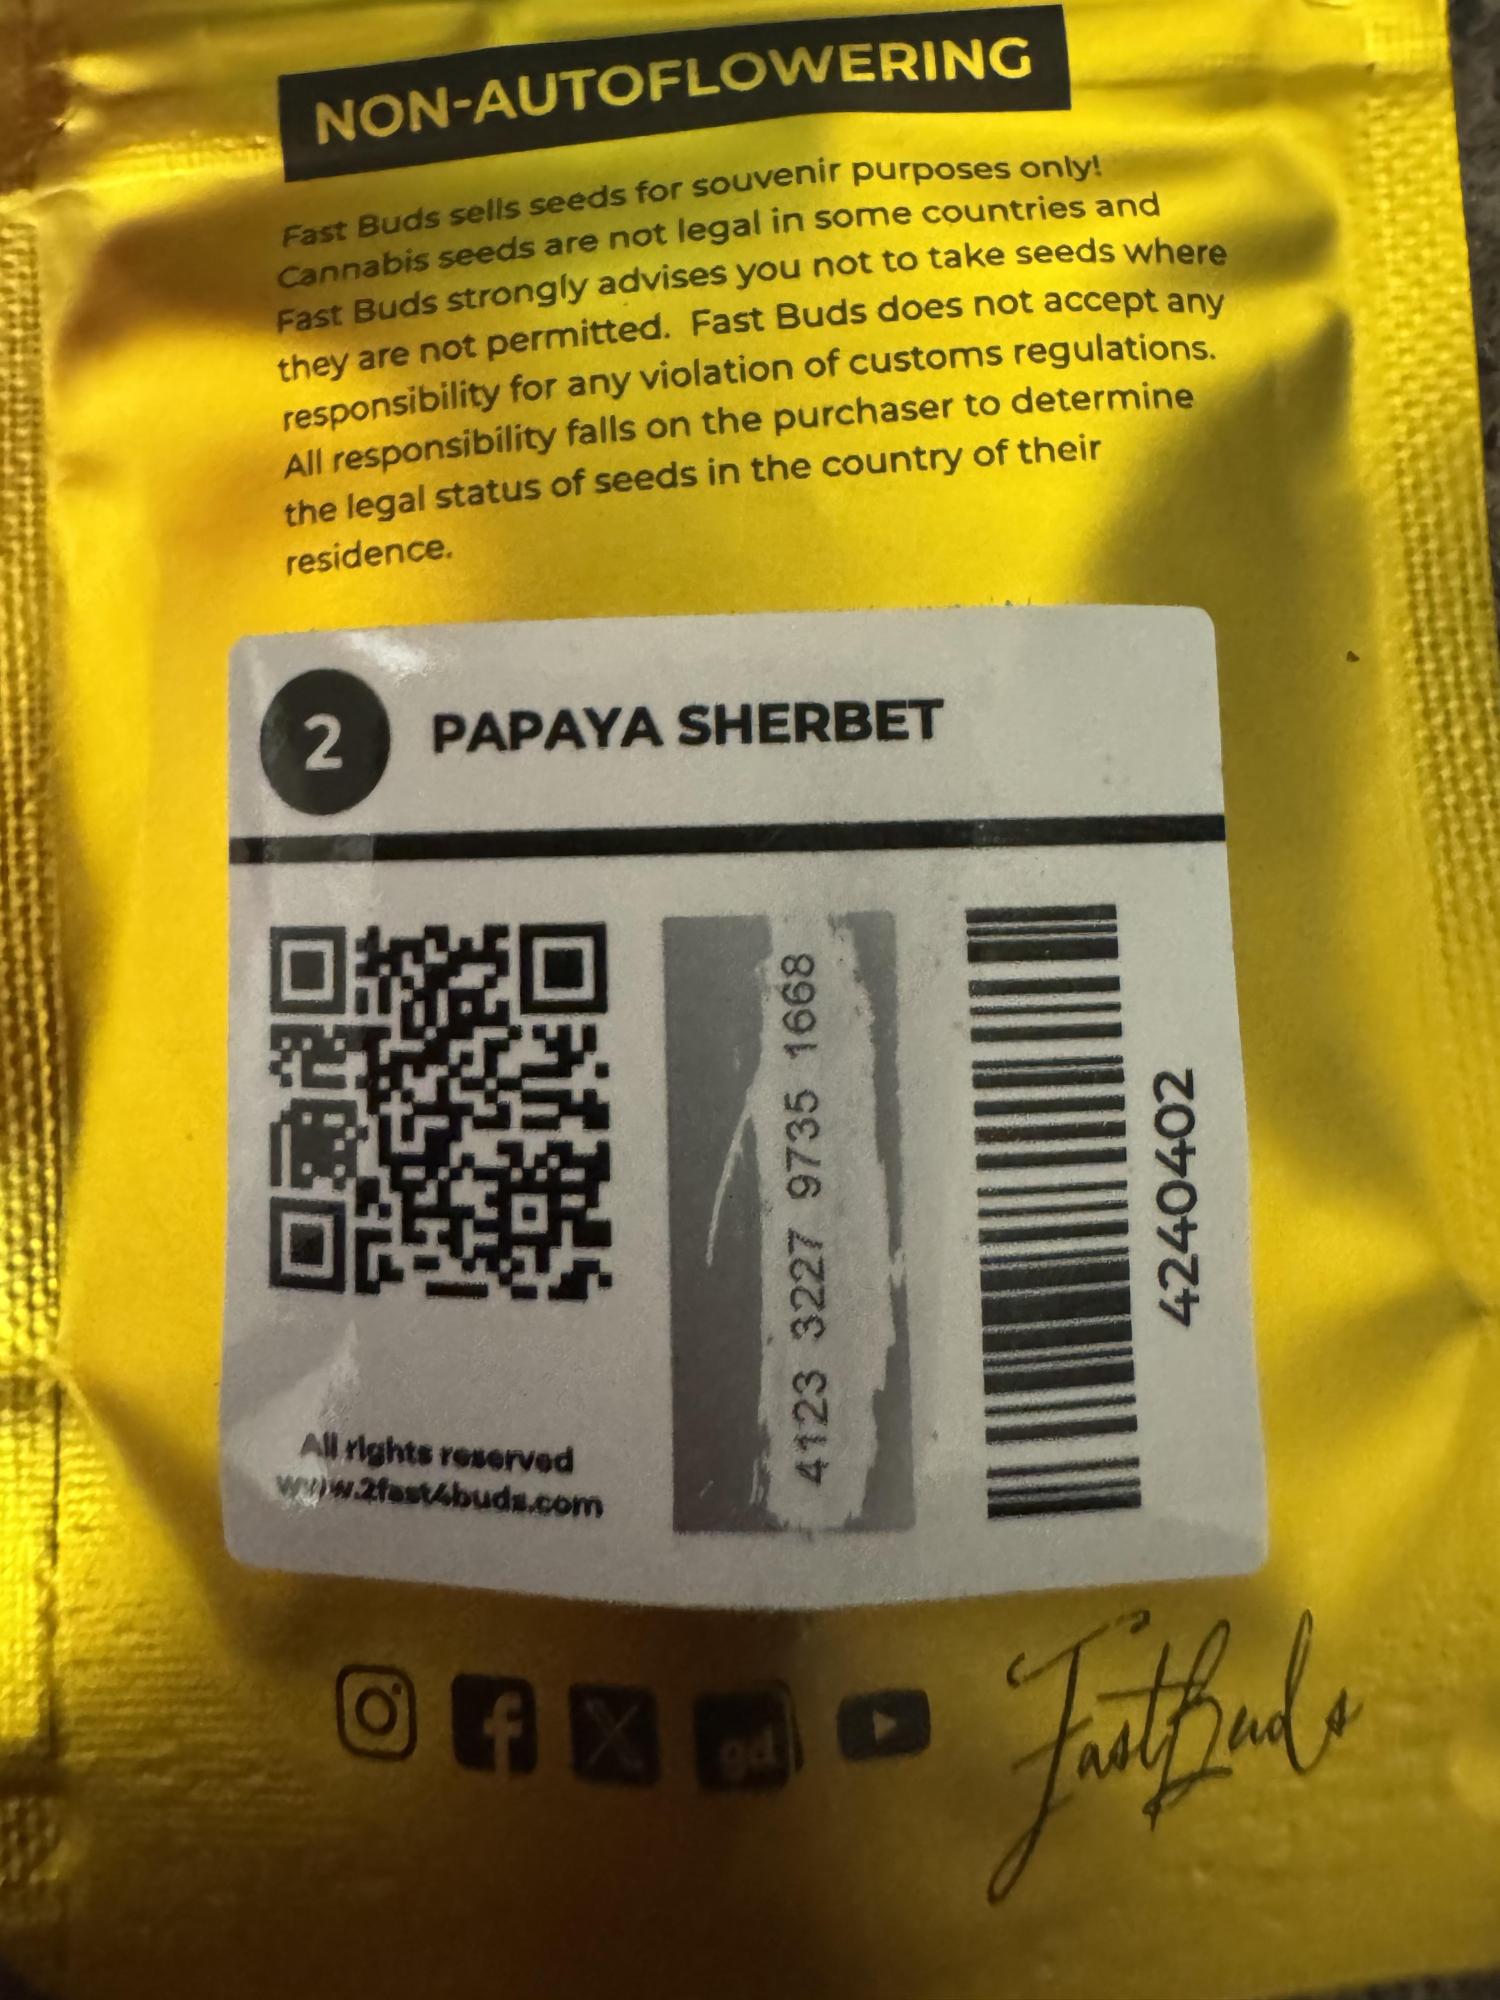 NON-AUTOFLOWERING
Fast Buds sells seeds for souvenir purposes only!
Cannabis seeds are not legal in some countries and
Fast Buds strongly advises you not to take seeds where
they are not permitted. Fast Buds does not accept any
responsibility for any violation of customs regulations.
All responsibility falls on the purchaser to determine
the legal status of seeds in the country of their
residence.
2 PAPAYA SHERBET
4123 3227 9735 1668
4240402
All rights reserved
www.2fast4buds.com
gd
FastBuds